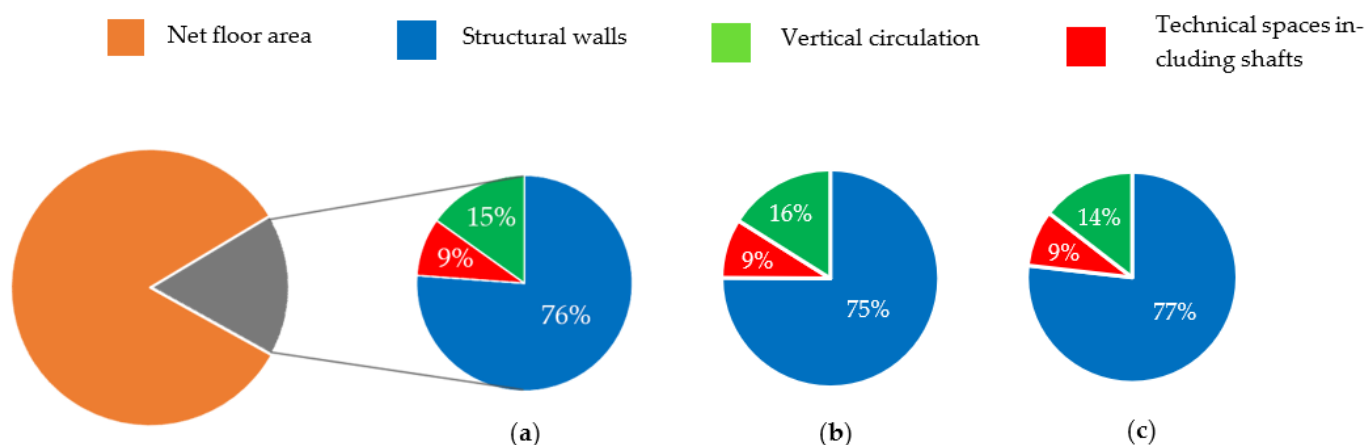 Net floor area
Structural walls
Vertical circulation
Technical spaces in-
cluding shafts
15%
9%
76%
16%
9%
75%
14%
9%
77%
(a)
(b)
(c)